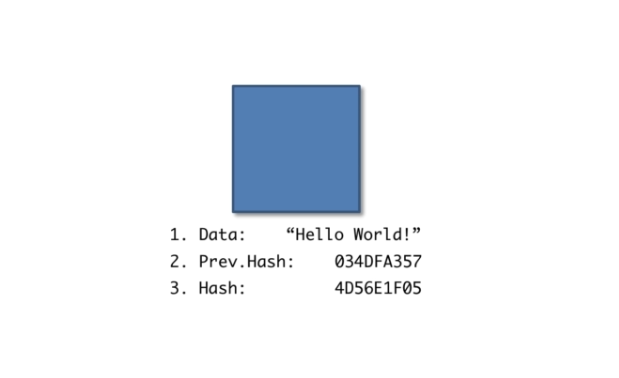 1. Data: “Hello World!”
2. Prev.Hash: 034DFA357
3. Hash: 4D56E1F05